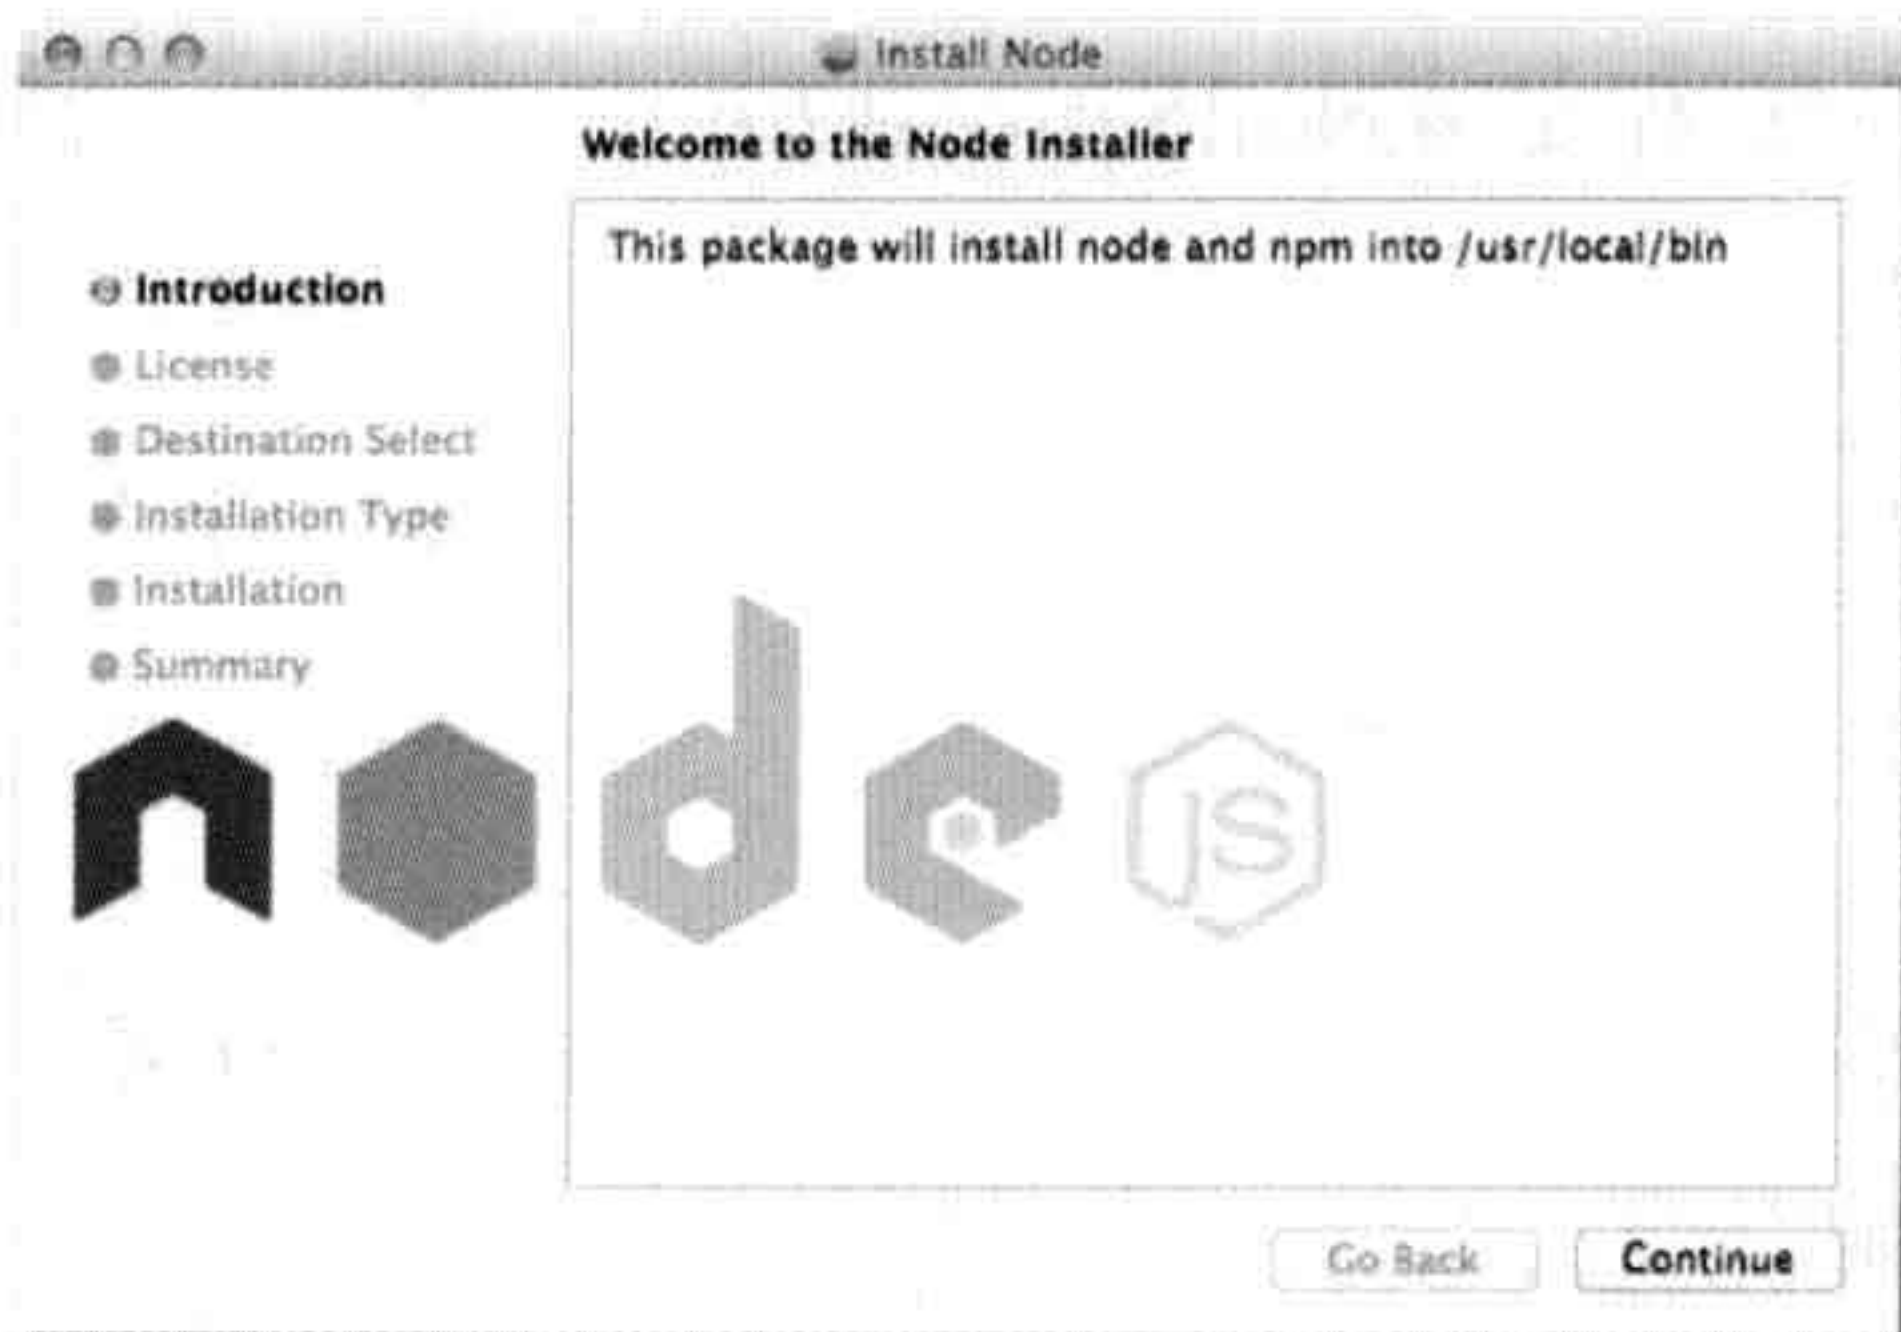 Install Node
Welcome to the Node Installer
This package will install node and npm into /usr/local/bin
Introduction
License
Destination Select
Installation Type
Installation
Summary
node
JS
Go Back
Continue